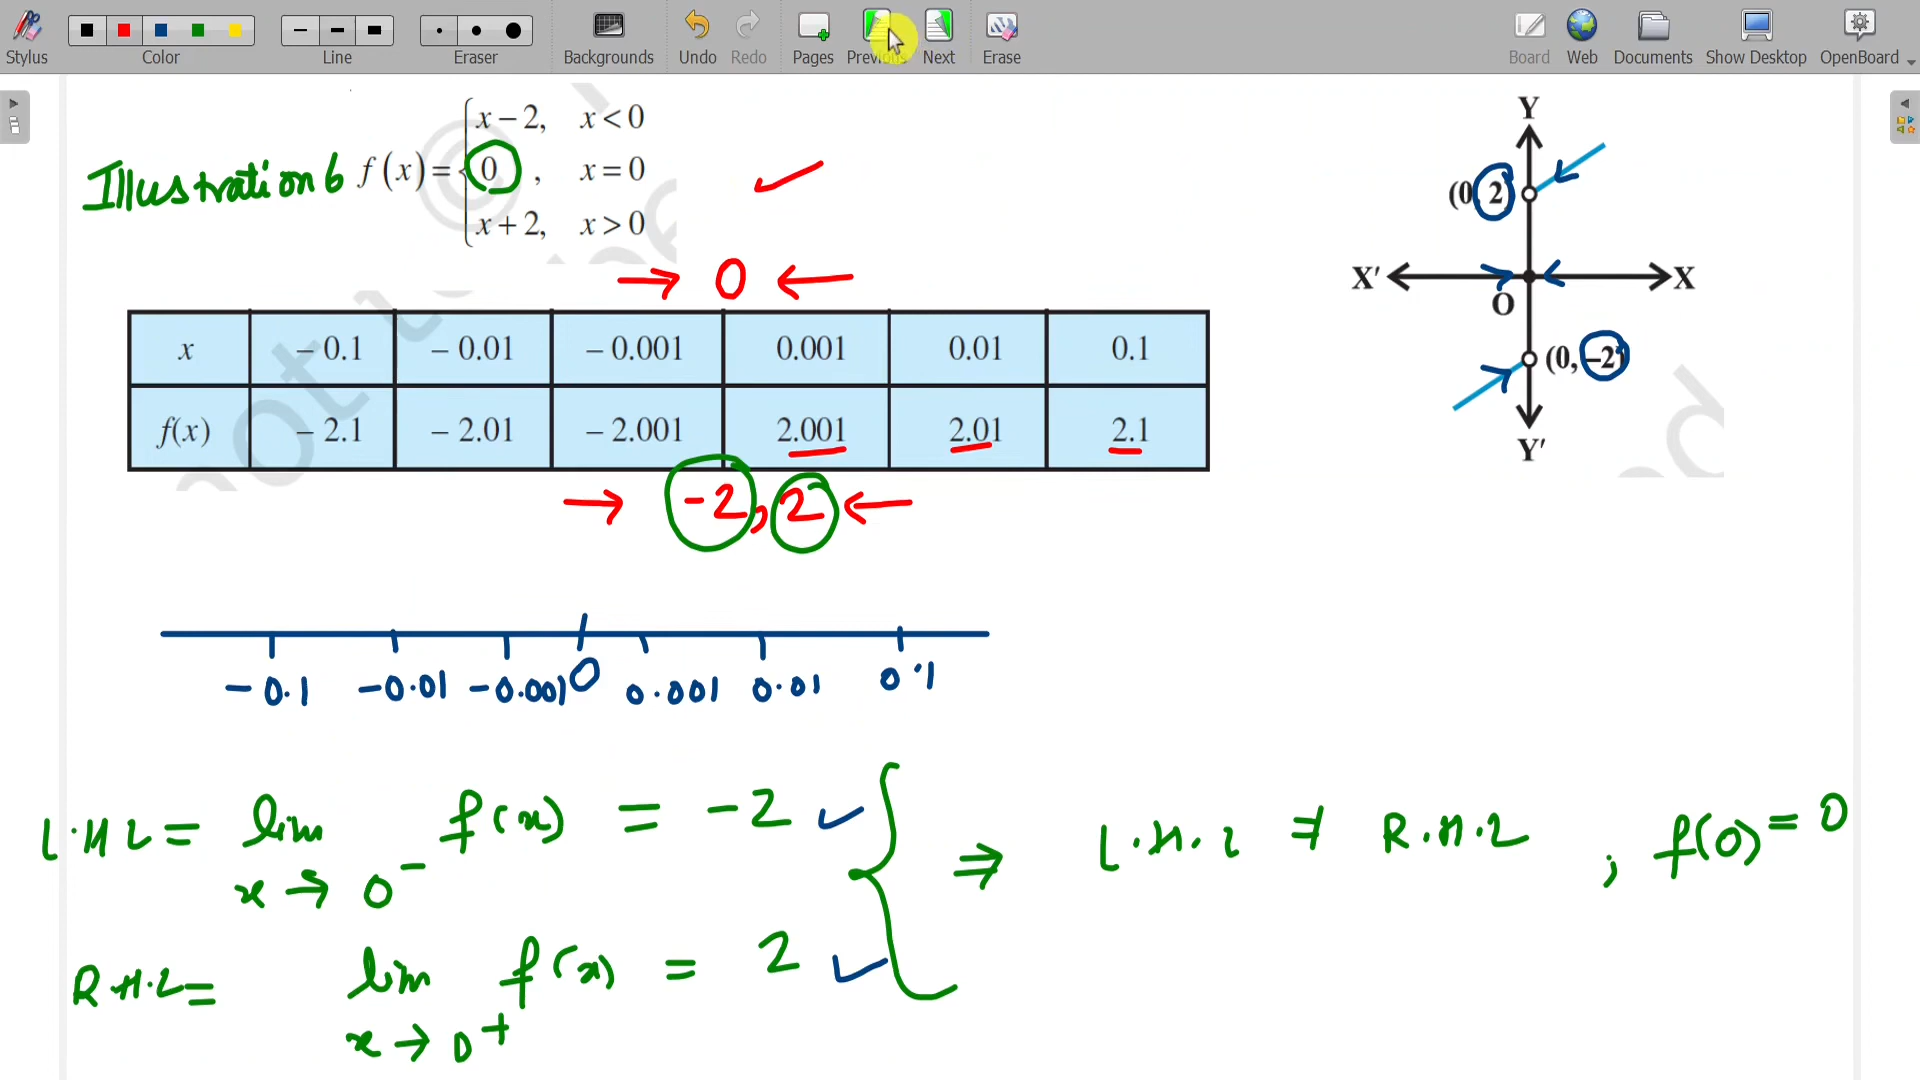 Stylus Color Line Eraser Backgrounds Undo Redo Pages Previous Next Erase Board Web Documents Show Desktop OpenBoard
Illustration 6 f(x)= { x − 2, x < 0
0 , x = 0
x + 2, x > 0
→ 0 ←
x − 0.1 − 0.01 − 0.001 0.001 0.01 0.1
f(x) − 2.1 − 2.01 − 2.001 2.001 2.01 2.1
→ -2, 2 ←
Y
(0, 2)
X′ X
O
(0, −2)
Y′
-0.1 -0.01 -0.001 0 0.001 0.01 0.1
L.H.L = lim f(x) = -2
x → 0⁻
⇒ L.H.L ≠ R.H.L ; f(0) = 0
R.H.L = lim f(x) = 2
x → 0⁺